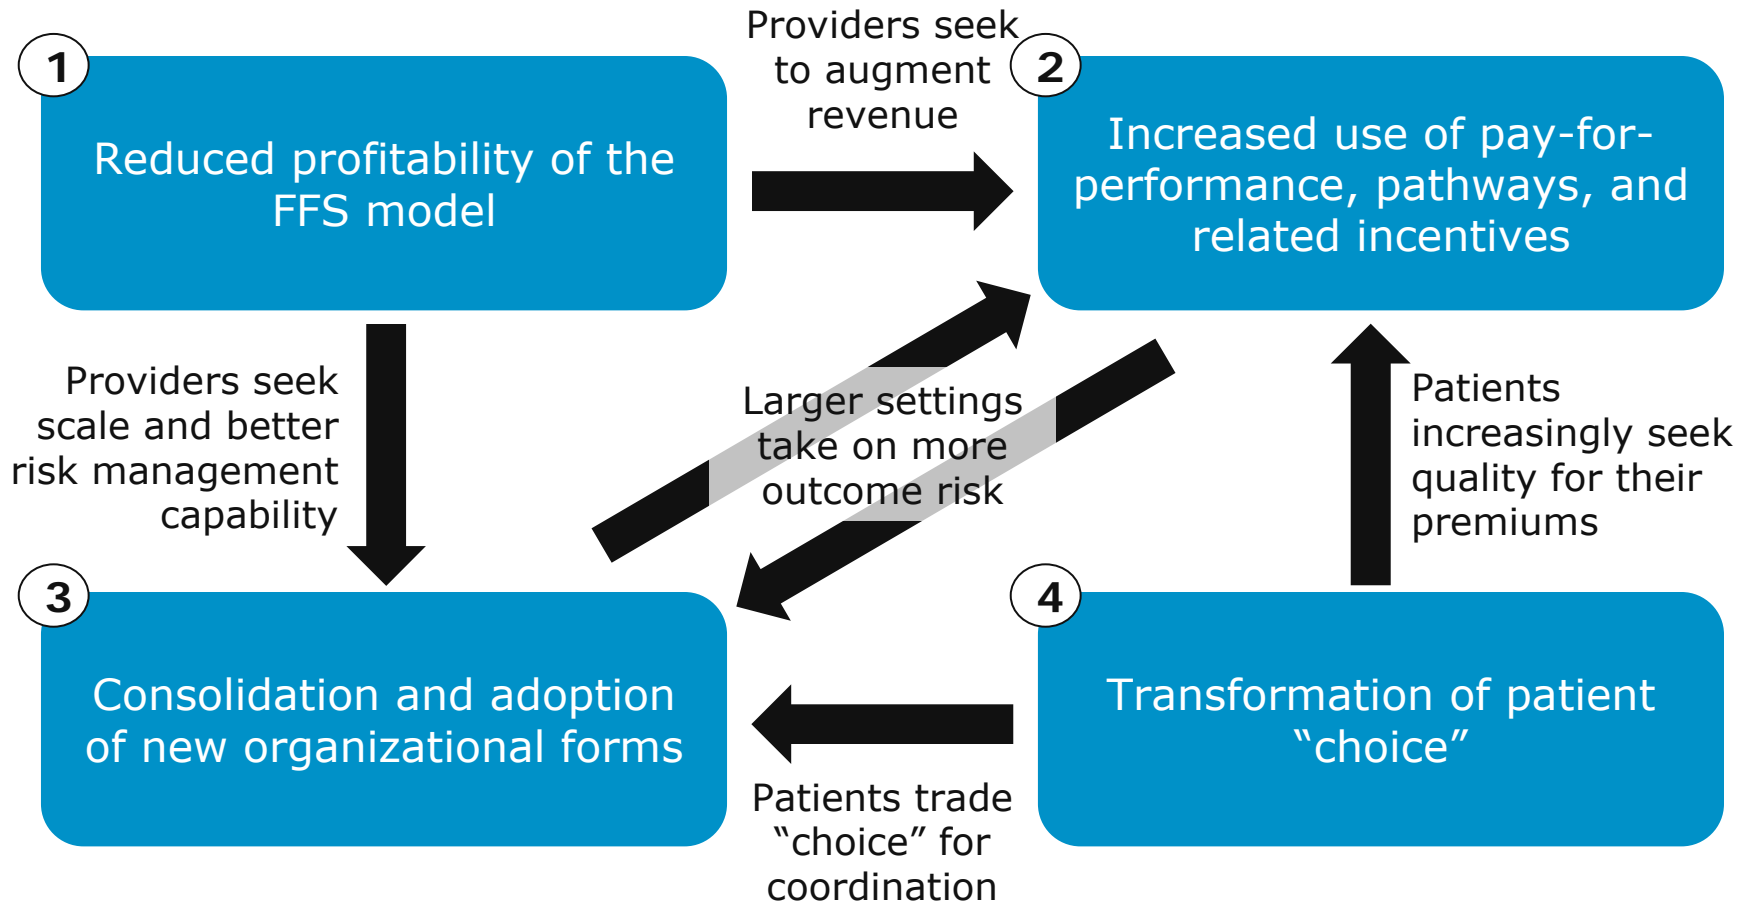 1
Reduced profitability of the
FFS model
Providers seek
to augment
revenue
2
Increased use of pay-for-
performance, pathways, and
related incentives
Providers seek
scale and better
risk management
capability
Larger settings
take on more
outcome risk
Patients
increasingly seek
quality for their
premiums
3
Consolidation and adoption
of new organizational forms
Patients trade
“choice” for
coordination
4
Transformation of patient
“choice”